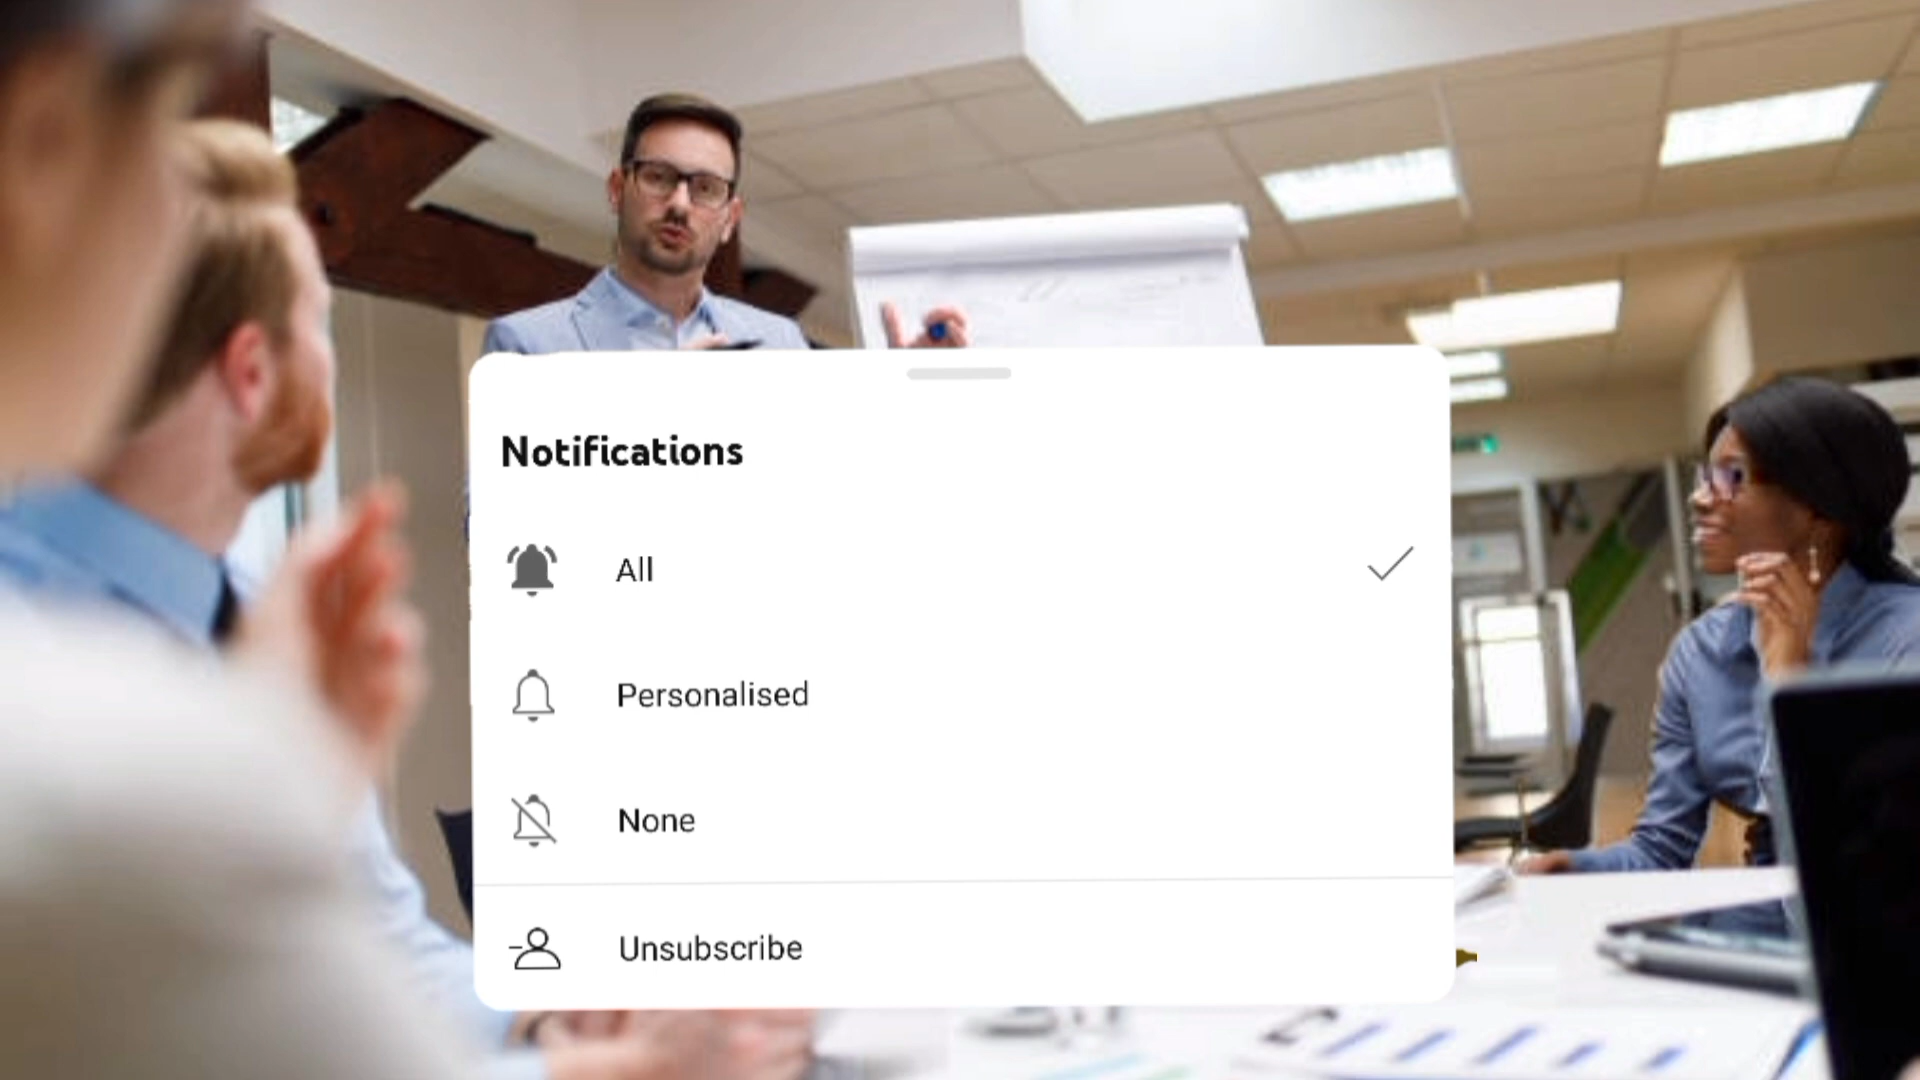 Notifications
All
Personalised
None
Unsubscribe